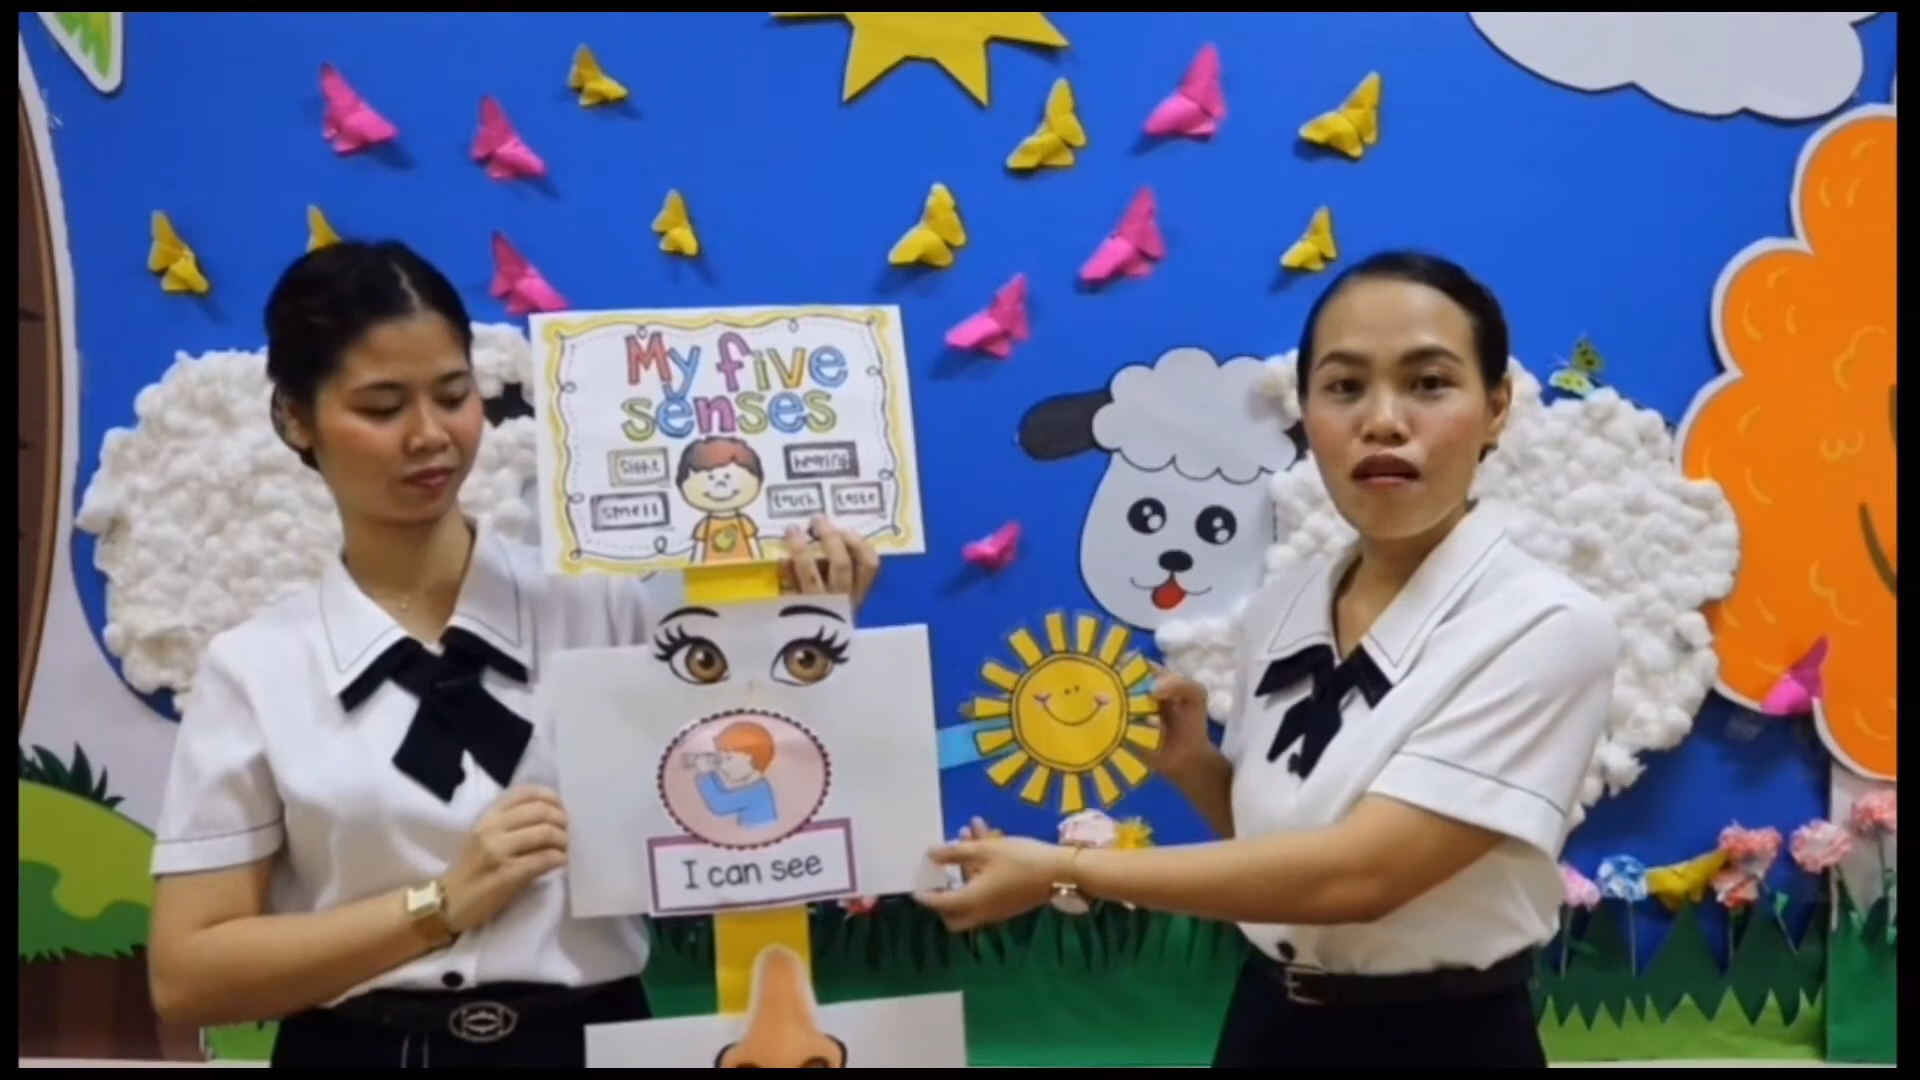 My five
senses
sight
hearing
smell
touch
taste
I can see